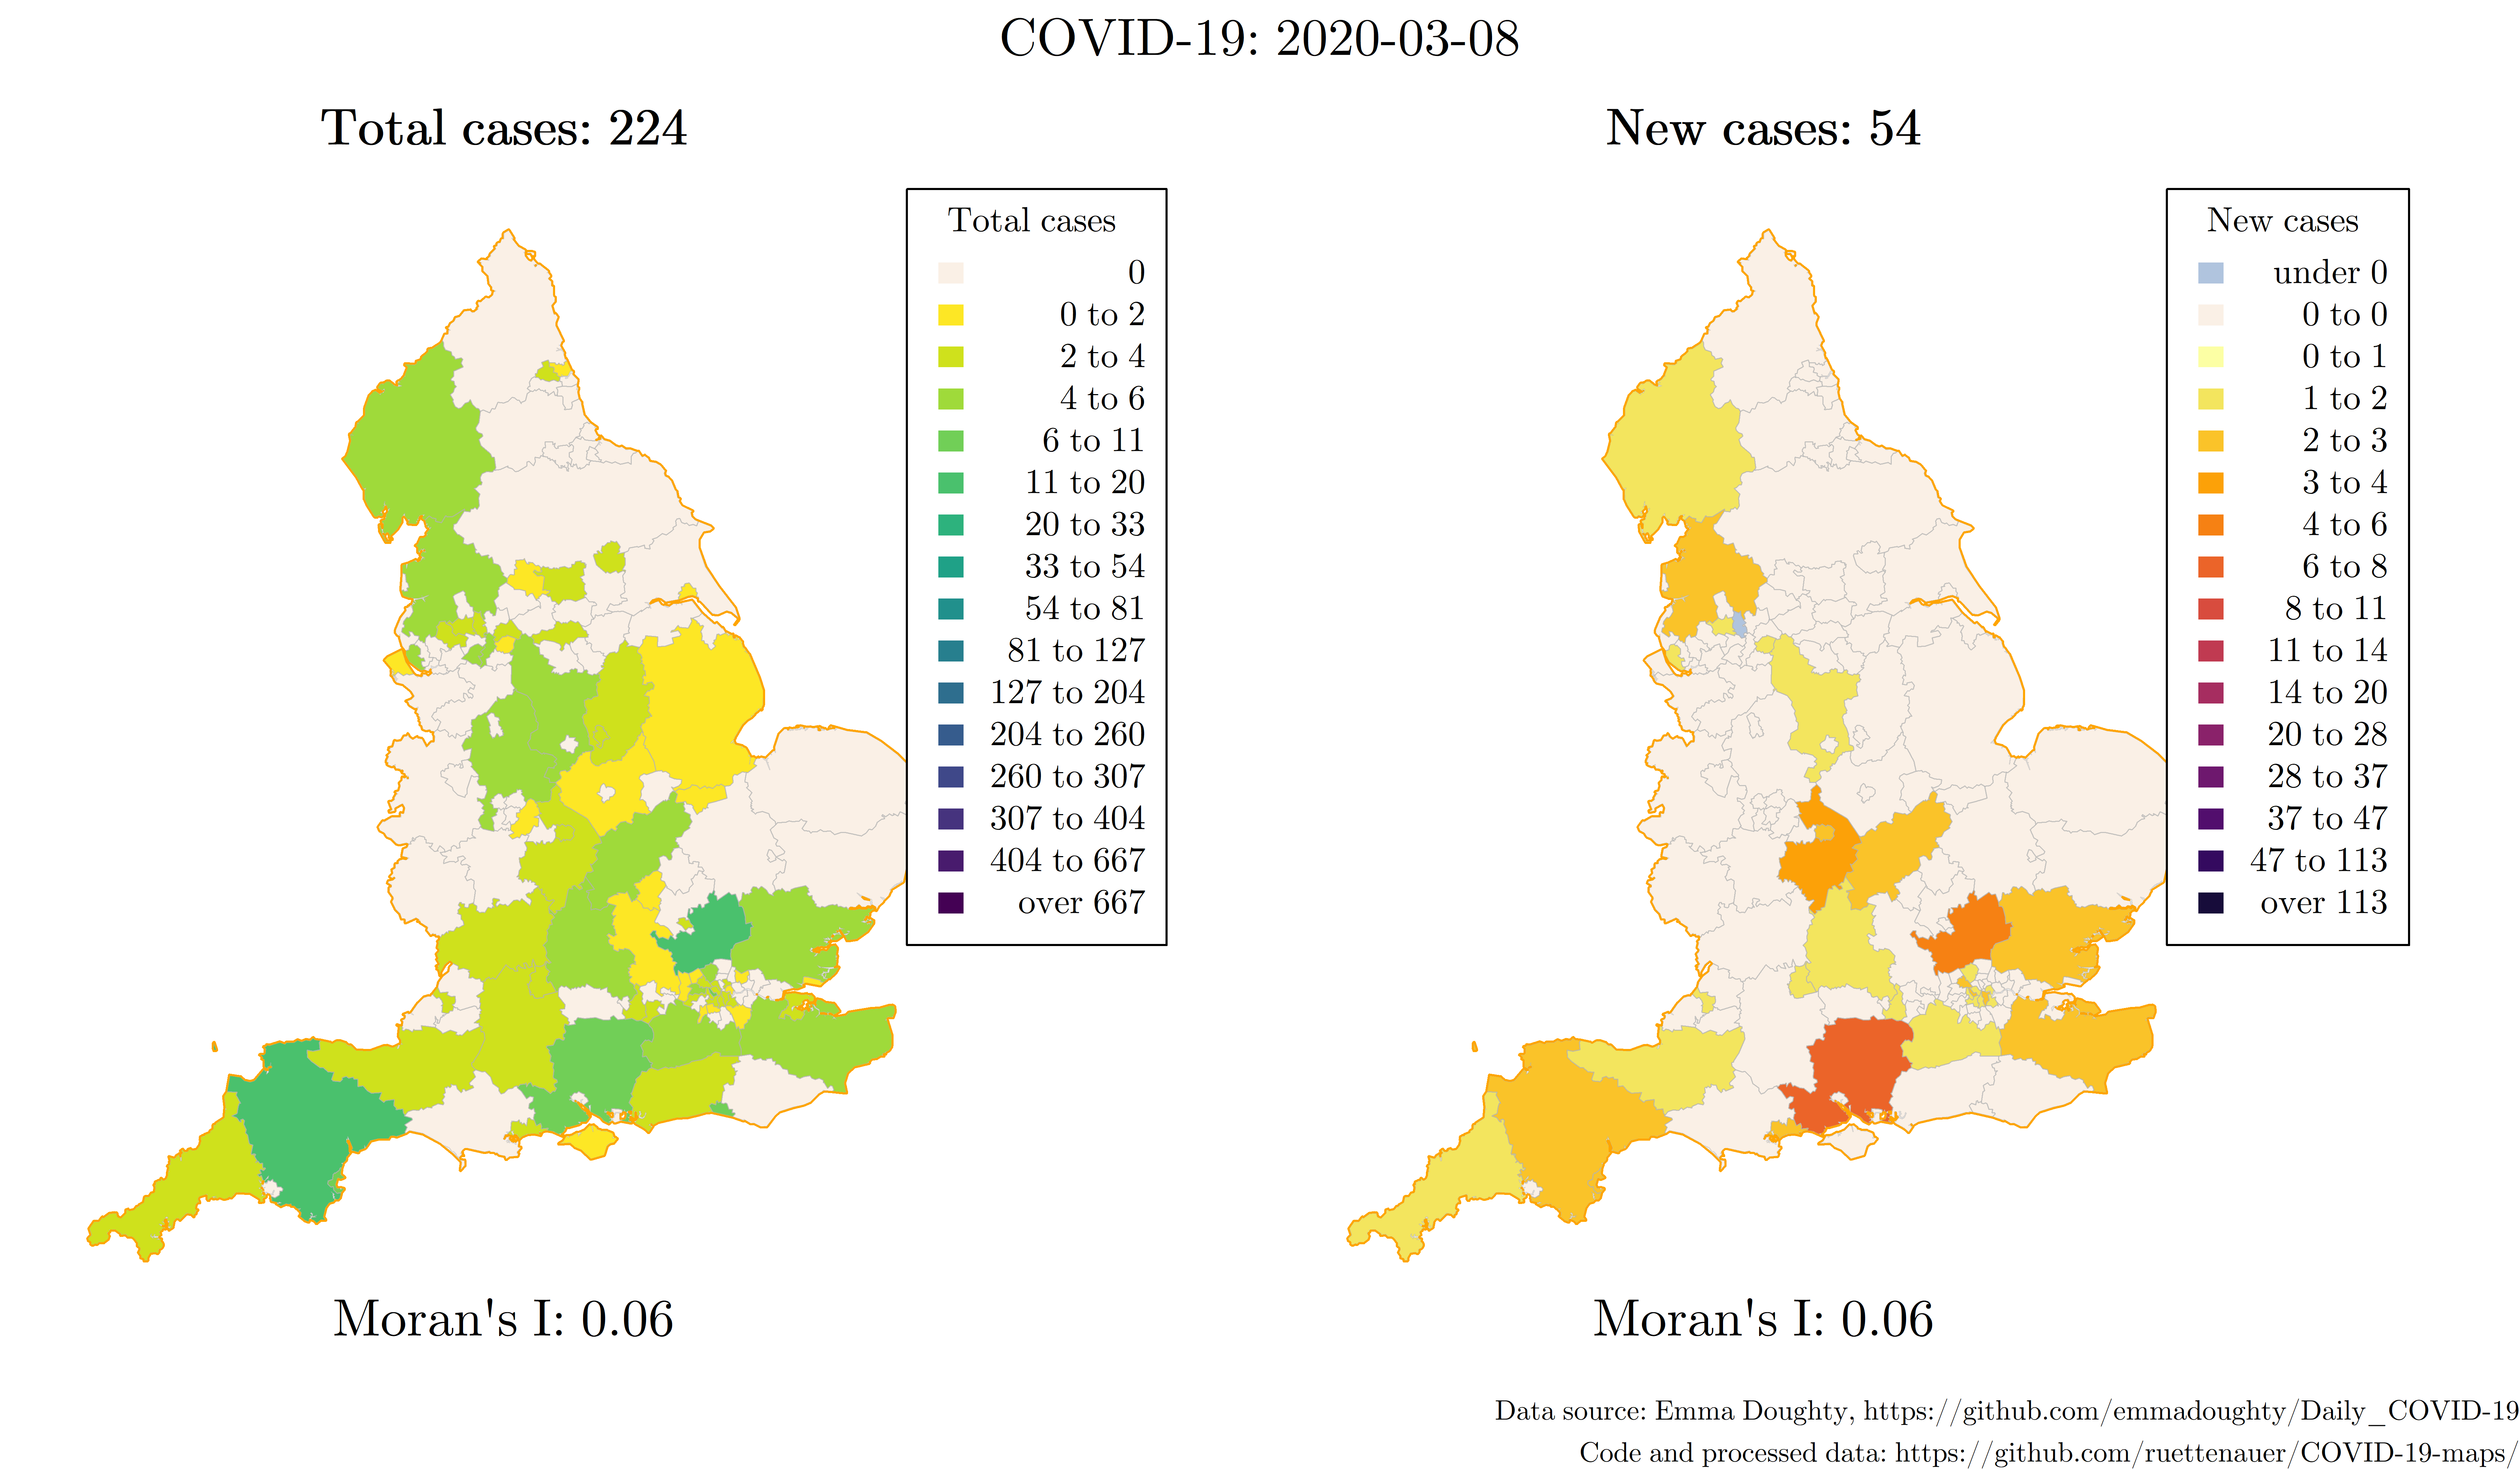 COVID-19: 2020-03-08
Total cases: 224
Total cases
0
0 to 2
2 to 4
4 to 6
6 to 11
11 to 20
20 to 33
33 to 54
54 to 81
81 to 127
127 to 204
204 to 260
260 to 307
307 to 404
404 to 667
over 667
Moran's I: 0.06
New cases: 54
New cases
under 0
0 to 0
0 to 1
1 to 2
2 to 3
3 to 4
4 to 6
6 to 8
8 to 11
11 to 14
14 to 20
20 to 28
28 to 37
37 to 47
47 to 113
over 113
Moran's I: 0.06
Data source: Emma Doughty, https://github.com/emmadoughty/Daily_COVID-19
Code and processed data: https://github.com/ruettenauer/COVID-19-maps/